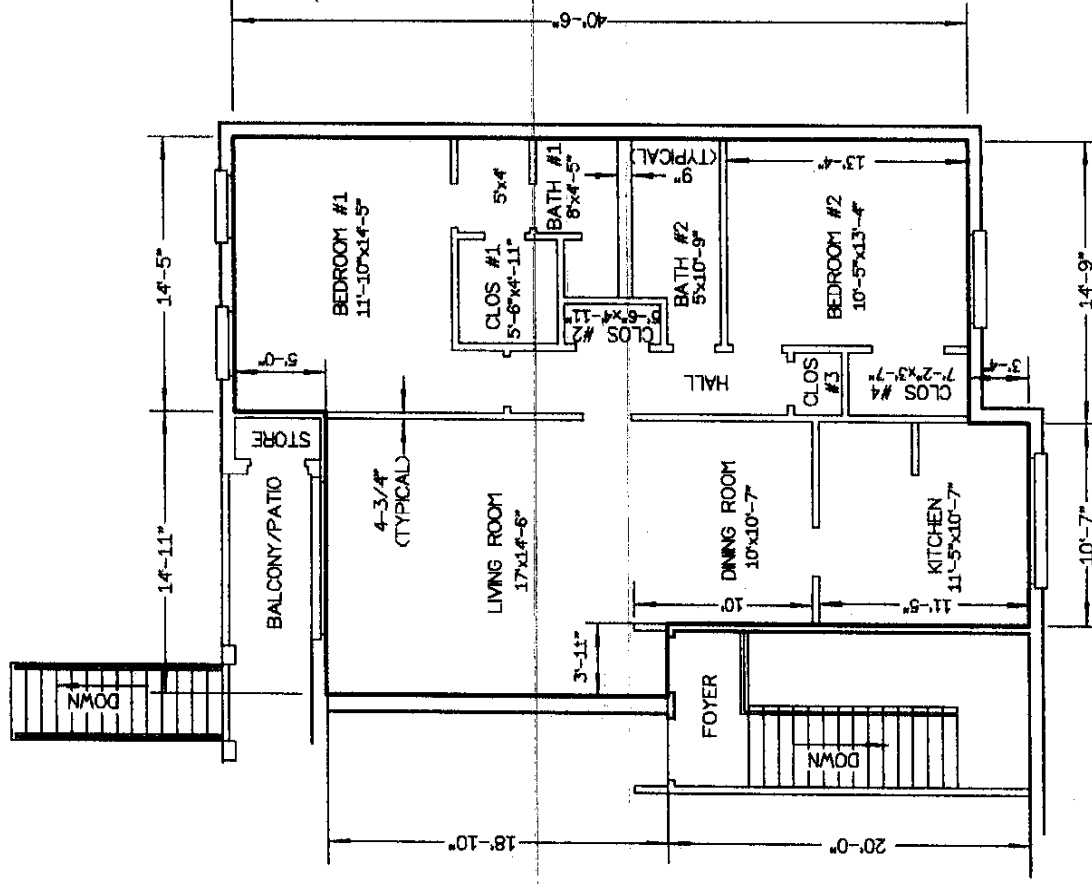 40'-6"
14'-5"
BEDROOM #1
11'-10"x14'-5"
5'x4'
BATH #1
8'x4'-5"
9"
(TYPICAL)
13'-4"
CLOS #1
5'-6"x4'-11"
BATH #2
5'x10'-9"
BEDROOM #2
10'-5"x13'-4"
14'-9"
CLOS #2
5'-6"x4'-11"
5'-0"
HALL
CLOS
#3
CLOS #4
7'-2"x3'-7"
3'-4"
STORE
4-3/4"
(TYPICAL)
14'-11"
BALCONY/PATIO
LIVING ROOM
17'x14'-6"
DINING ROOM
10'x10'-7"
KITCHEN
11'-5"x10'-7"
10'-7"
10'
11'-5"
3'-11"
DOWN
FOYER
DOWN
18'-10"
20'-0"